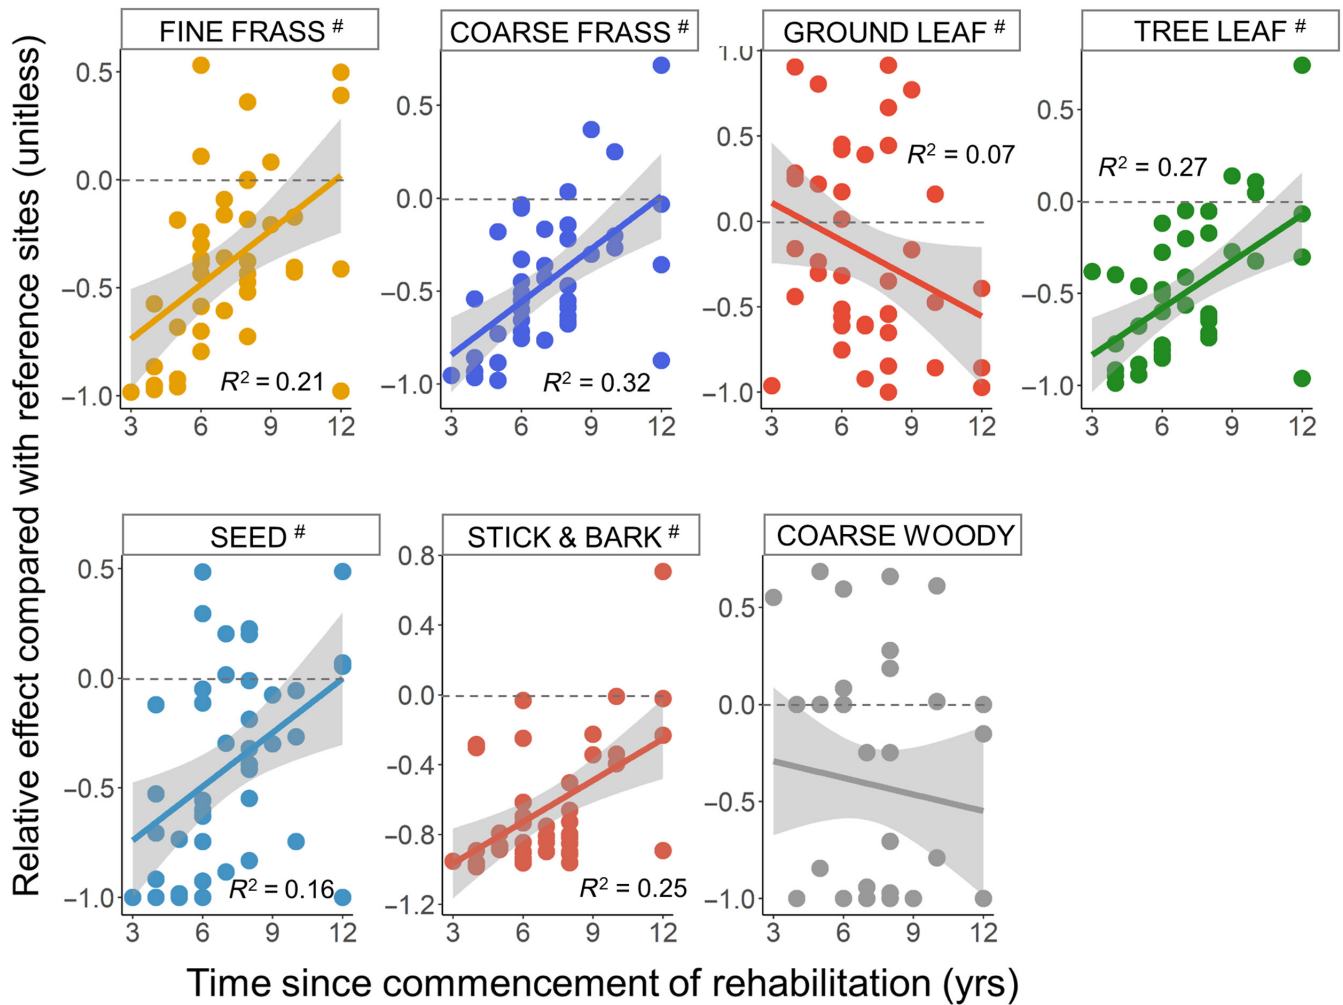 Relative effect compared with reference sites (unitless)
FINE FRASS #
0.5
0.0
−0.5
−1.0
R² = 0.21
3 6 9 12
COARSE FRASS #
0.5
0.0
−0.5
−1.0
R² = 0.32
3 6 9 12
GROUND LEAF #
1.0
0.5
0.0
−0.5
−1.0
R² = 0.07
3 6 9 12
TREE LEAF #
0.5
0.0
−0.5
−1.0
R² = 0.27
3 6 9 12
SEED #
0.5
0.0
−0.5
−1.0
R² = 0.16
3 6 9 12
STICK & BARK #
0.8
0.4
0.0
−0.4
−0.8
−1.2
R² = 0.25
3 6 9 12
COARSE WOODY
0.5
0.0
−0.5
−1.0
3 6 9 12
Time since commencement of rehabilitation (yrs)